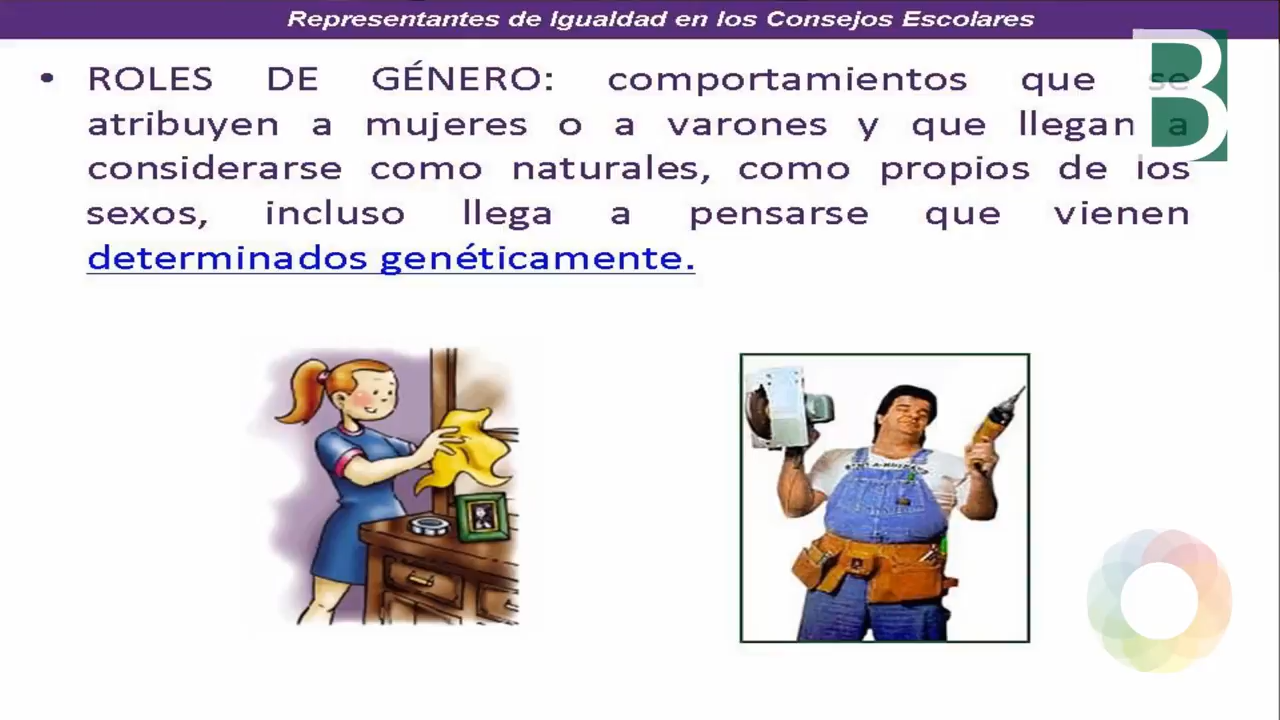 Representantes de Igualdad en los Consejos Escolares
• ROLES DE GÉNERO: comportamientos que se
atribuyen a mujeres o a varones y que llegan a
considerarse como naturales, como propios de los
sexos, incluso llega a pensarse que vienen
determinados genéticamente.
B